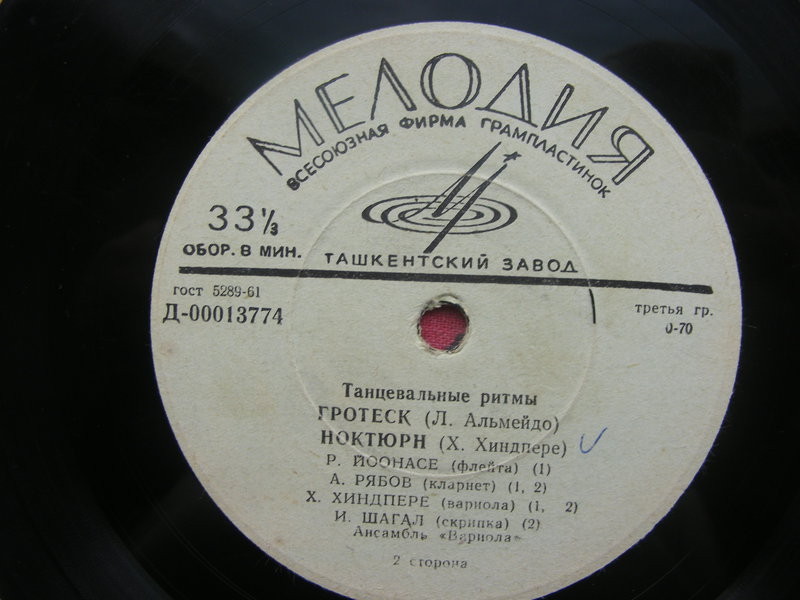 МЕЛОДИЯ
ВСЕСОЮЗНАЯ ФИРМА ГРАМПЛАСТИНОК
33⅓
ОБОР. В МИН.
ТАШКЕНТСКИЙ ЗАВОД
гост 5289-61
Д-00013774
третья гр.
0-70
Танцевальные ритмы
ГРОТЕСК (Л. Альмейдо)
НОКТЮРН (Х. Хиндпере)
Р. ЙООНАСЕ (флейта) (1)
А. РЯБОВ (кларнет) (1, 2)
Х. ХИНДПЕРЕ (вариола) (1, 2)
И. ШАГАЛ (скрипка) (2)
Ансамбль «Вариола»
2 сторона